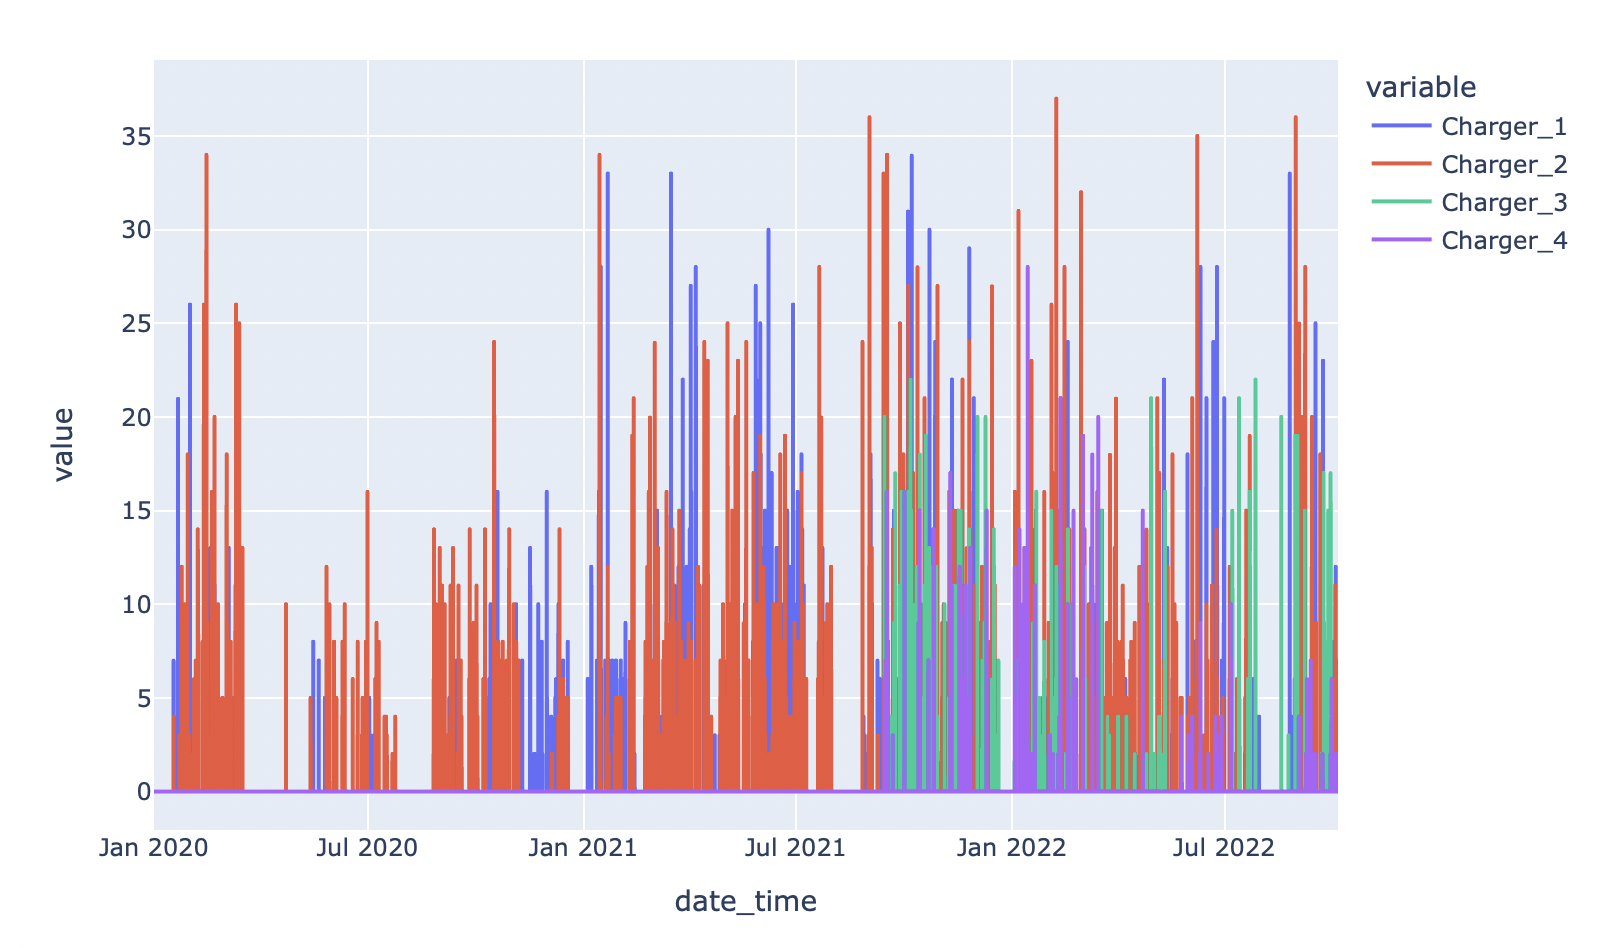 variable
Charger_1
Charger_2
Charger_3
Charger_4
value
35
30
25
20
15
10
5
0
Jan 2020
Jul 2020
Jan 2021
Jul 2021
Jan 2022
Jul 2022
date_time